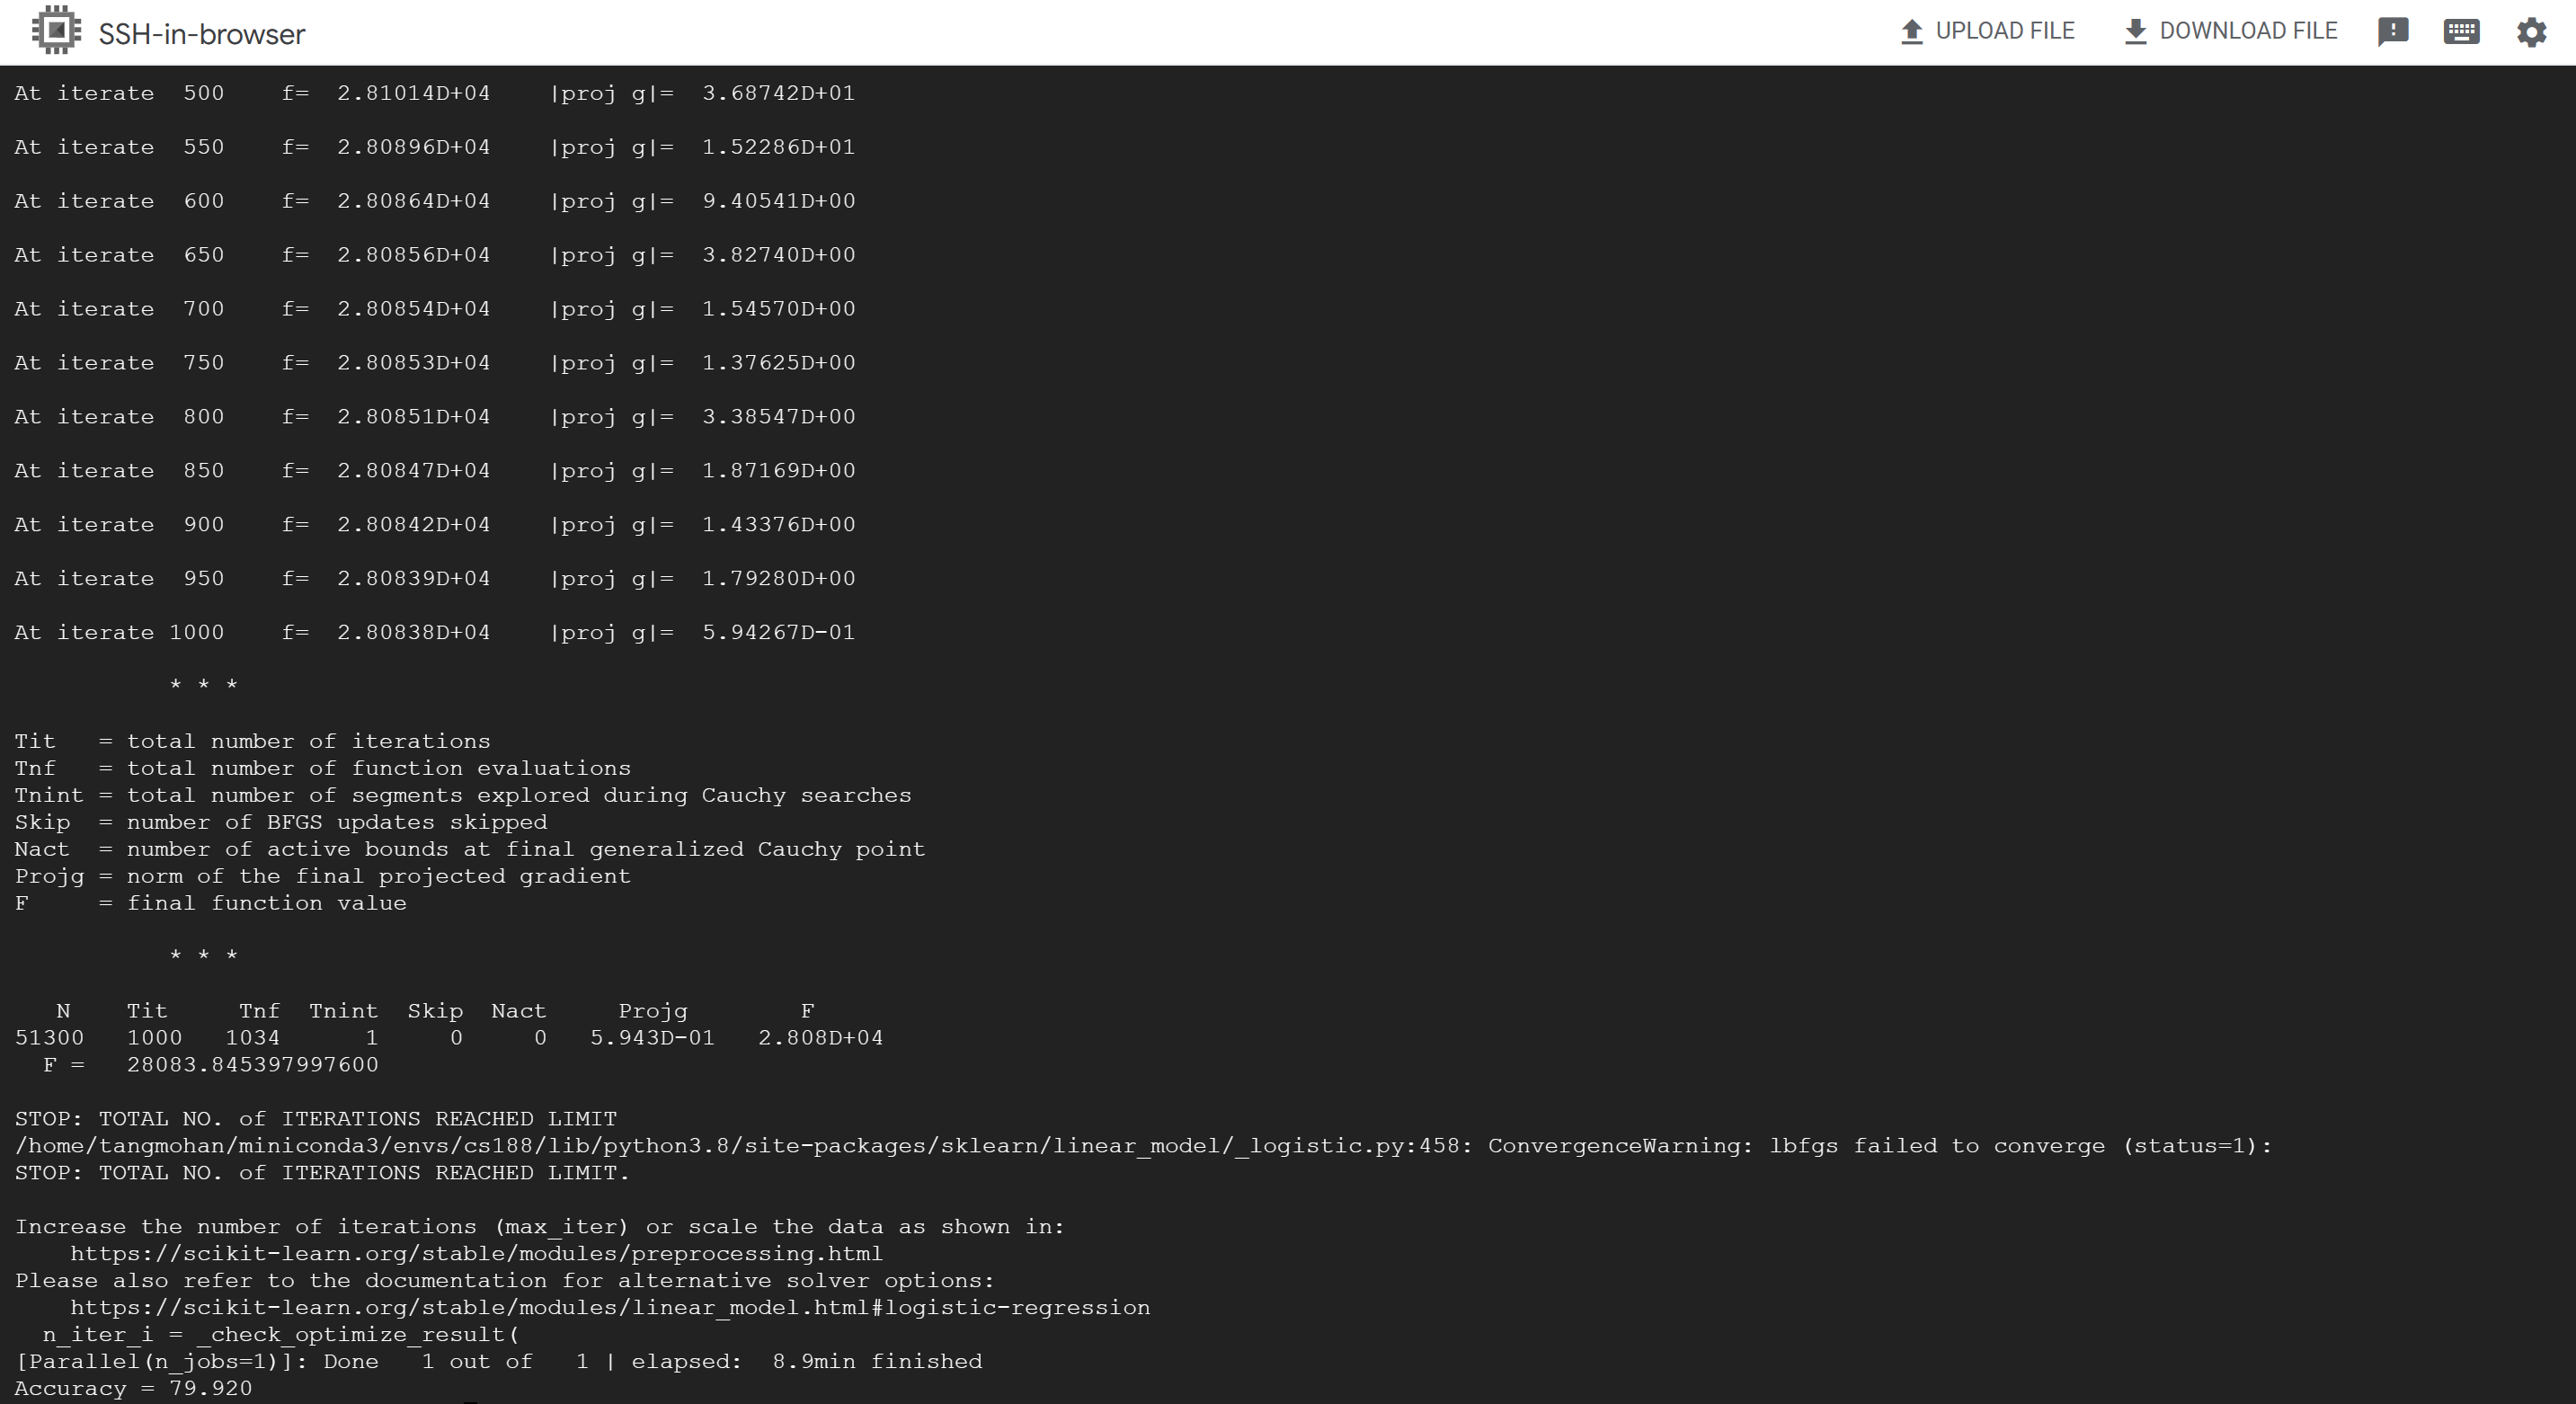 SSH-in-browser
UPLOAD FILE
DOWNLOAD FILE
At iterate  500    f=  2.81014D+04    |proj g|=  3.68742D+01
At iterate  550    f=  2.80896D+04    |proj g|=  1.52286D+01
At iterate  600    f=  2.80864D+04    |proj g|=  9.40541D+00
At iterate  650    f=  2.80856D+04    |proj g|=  3.82740D+00
At iterate  700    f=  2.80854D+04    |proj g|=  1.54570D+00
At iterate  750    f=  2.80853D+04    |proj g|=  1.37625D+00
At iterate  800    f=  2.80851D+04    |proj g|=  3.38547D+00
At iterate  850    f=  2.80847D+04    |proj g|=  1.87169D+00
At iterate  900    f=  2.80842D+04    |proj g|=  1.43376D+00
At iterate  950    f=  2.80839D+04    |proj g|=  1.79280D+00
At iterate 1000    f=  2.80838D+04    |proj g|=  5.94267D-01
           * * *
Tit   = total number of iterations
Tnf   = total number of function evaluations
Tnint = total number of segments explored during Cauchy searches
Skip  = number of BFGS updates skipped
Nact  = number of active bounds at final generalized Cauchy point
Projg = norm of the final projected gradient
F     = final function value
           * * *
   N    Tit     Tnf  Tnint  Skip  Nact     Projg        F
51300   1000   1034      1     0     0   5.943D-01   2.808D+04
  F =   28083.845397997600
STOP: TOTAL NO. of ITERATIONS REACHED LIMIT
/home/tangmohan/miniconda3/envs/cs188/lib/python3.8/site-packages/sklearn/linear_model/_logistic.py:458: ConvergenceWarning: lbfgs failed to converge (status=1):
STOP: TOTAL NO. of ITERATIONS REACHED LIMIT.
Increase the number of iterations (max_iter) or scale the data as shown in:
    https://scikit-learn.org/stable/modules/preprocessing.html
Please also refer to the documentation for alternative solver options:
    https://scikit-learn.org/stable/modules/linear_model.html#logistic-regression
  n_iter_i = _check_optimize_result(
[Parallel(n_jobs=1)]: Done   1 out of   1 | elapsed:  8.9min finished
Accuracy = 79.920